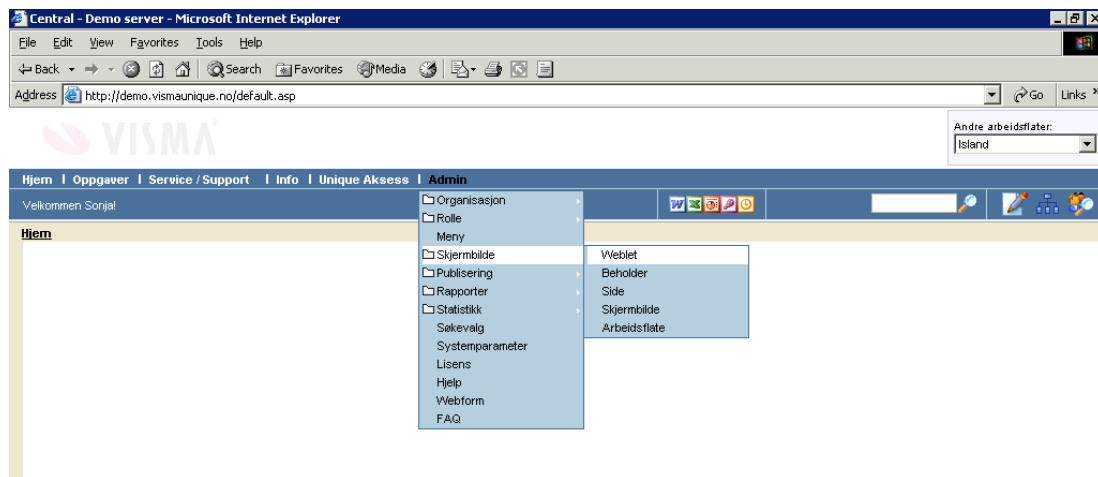 Central - Demo server - Microsoft Internet Explorer
File Edit View Favorites Tools Help
Back Search Favorites Media
Address http://demo.vismaunique.no/default.asp Go Links
VISMA
Andre arbeidsflater:
Island
Hjem | Oppgaver | Service / Support | Info | Unique Aksess | Admin
Velkommen Sonja!
Hjem
Organisasjon
Rolle
Meny
Skjermbilde
Publisering
Rapporter
Statistikk
Søkevalg
Systemparameter
Lisens
Hjelp
Webform
FAQ
Weblet
Beholder
Side
Skjermbilde
Arbeidsflate